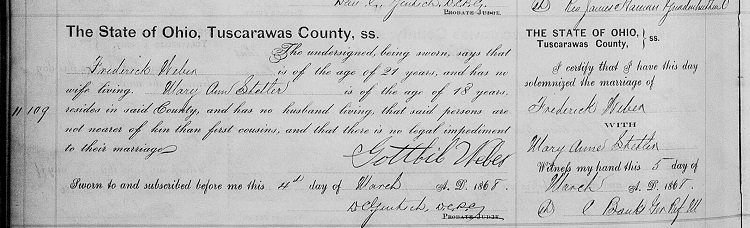 PROBATE JUDGE.
The State of Ohio, Tuscarawas County, ss.
The undersigned, being sworn, says that
Frederick Weber is of the age of 21 years, and has no
wife living. Mary Ann Stetler is of the age of 18 years,
resides in said County, and has no husband living, that said persons are
not nearer of kin than first cousins, and that there is no legal impediment
to their marriage
Gottlib Weber
Sworn to and subscribed before me this 4th day of March A. D. 1868.
PROBATE JUDGE.
11109
Rev James
THE STATE OF OHIO,
Tuscarawas County, ss.
I certify that I have this day
solemnized the marriage of
Frederick Weber
WITH
Mary Anne Stetler
Witness my hand this 5 day of
March A. D. 1868.
C Bank